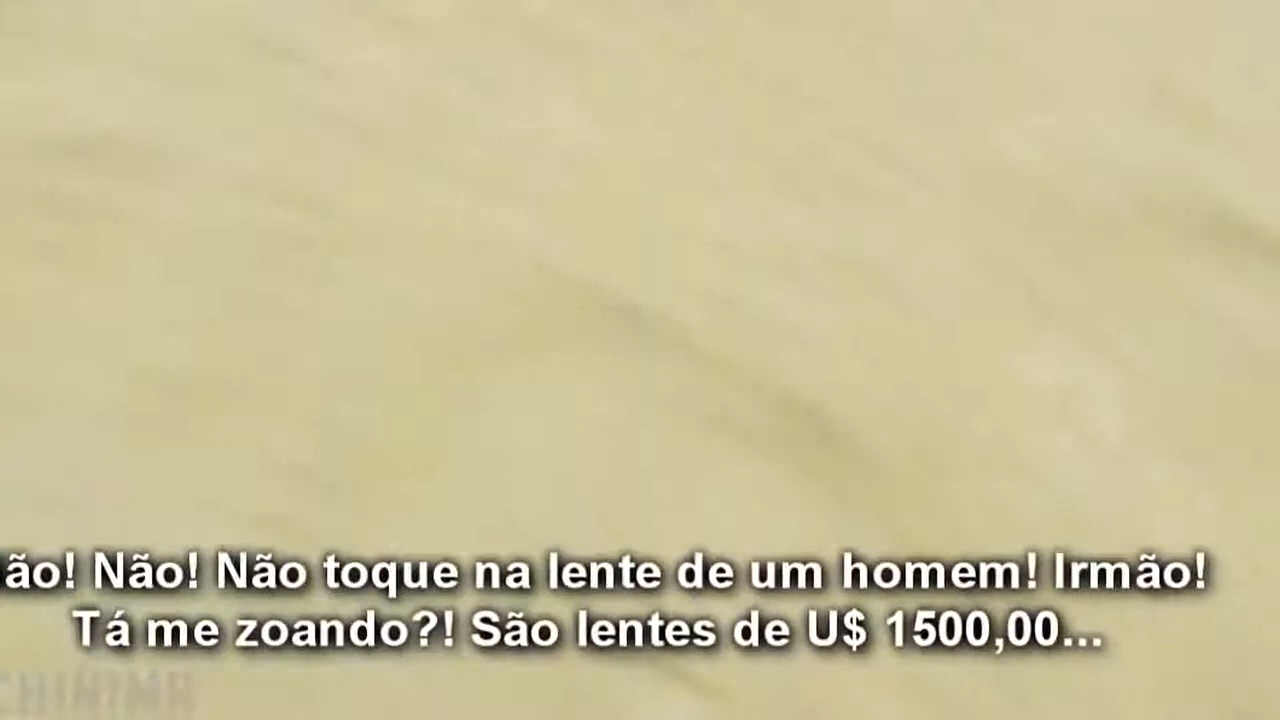 ão! Não! Não toque na lente de um homem! Irmão!
Tá me zoando?! São lentes de U$ 1500,00...